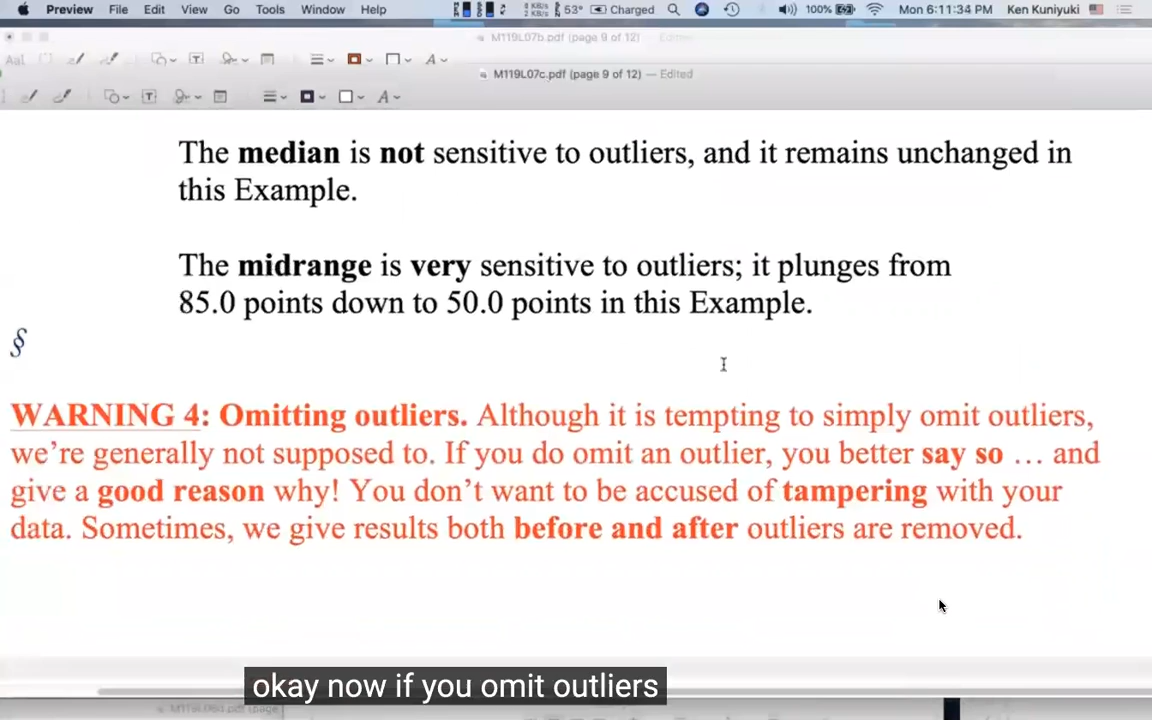 Preview File Edit View Go Tools Window Help 53° Charged 100% Mon 6:11:34 PM Ken Kuniyuki
M119L07b.pdf (page 9 of 12)
M119L07c.pdf (page 9 of 12) — Edited
The median is not sensitive to outliers, and it remains unchanged in
this Example.
The midrange is very sensitive to outliers; it plunges from
85.0 points down to 50.0 points in this Example.
§
WARNING 4: Omitting outliers. Although it is tempting to simply omit outliers,
we're generally not supposed to. If you do omit an outlier, you better say so … and
give a good reason why! You don't want to be accused of tampering with your
data. Sometimes, we give results both before and after outliers are removed.
okay now if you omit outliers